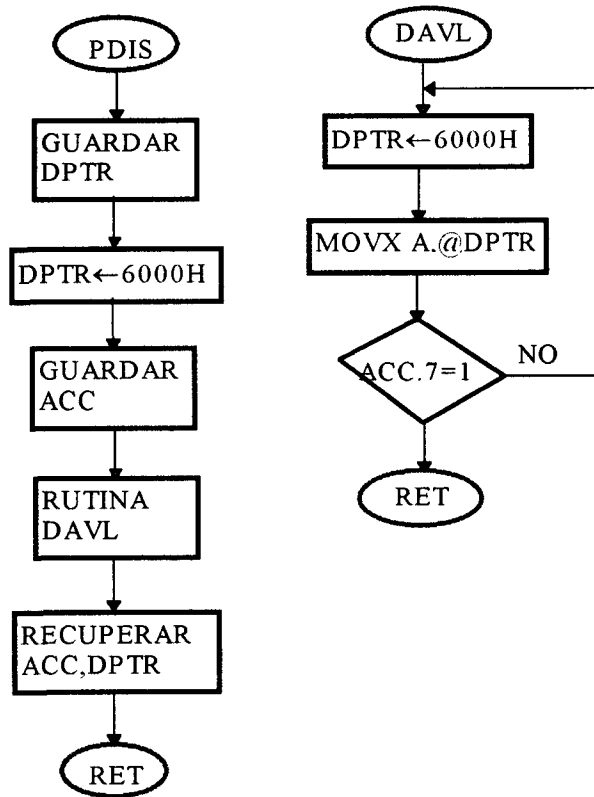 PDIS
GUARDAR
DPTR
DPTR←6000H
GUARDAR
ACC
RUTINA
DAVL
RECUPERAR
ACC,DPTR
RET
DAVL
DPTR←6000H
MOVX A.@DPTR
ACC.7=1
NO
RET